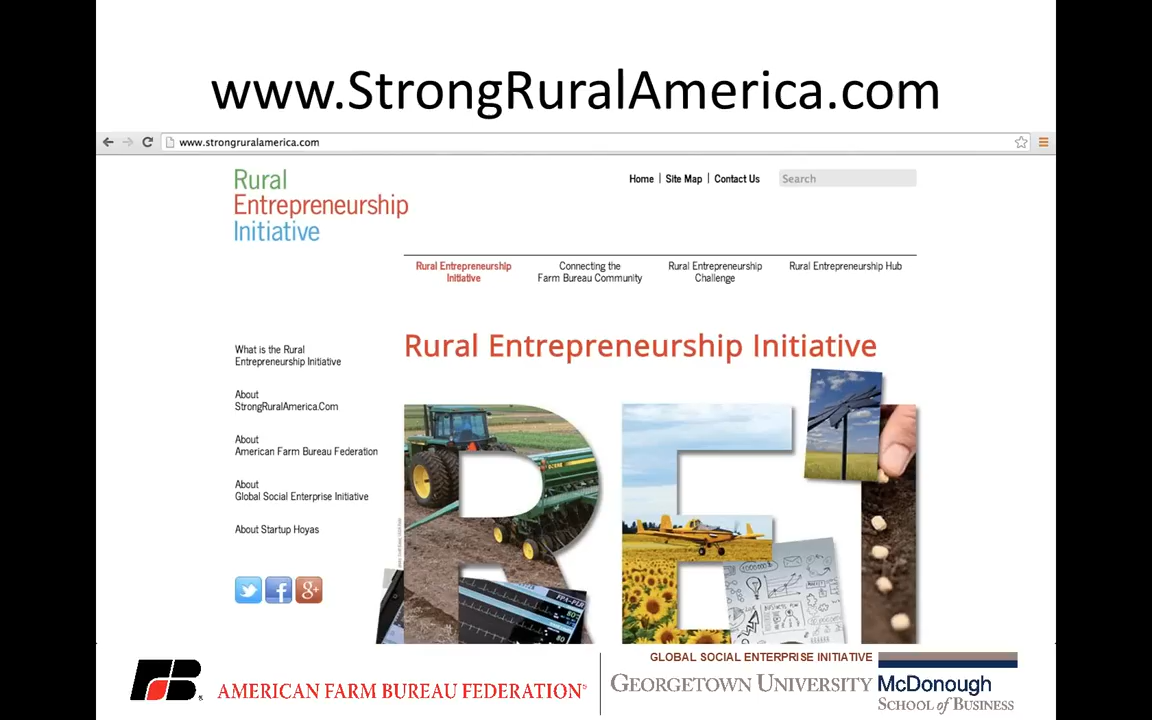 www.StrongRuralAmerica.com
www.strongruralamerica.com
Rural
Entrepreneurship
Initiative
Home | Site Map | Contact Us
Search
Rural Entrepreneurship
Initiative
Connecting the
Farm Bureau Community
Rural Entrepreneurship
Challenge
Rural Entrepreneurship Hub
Rural Entrepreneurship Initiative
What is the Rural
Entrepreneurship Initiative
About
StrongRuralAmerica.Com
About
American Farm Bureau Federation
About
Global Social Enterprise Initiative
About Startup Hoyas
FB
AMERICAN FARM BUREAU FEDERATION®
GLOBAL SOCIAL ENTERPRISE INITIATIVE
GEORGETOWN UNIVERSITY
McDonough
SCHOOL of BUSINESS